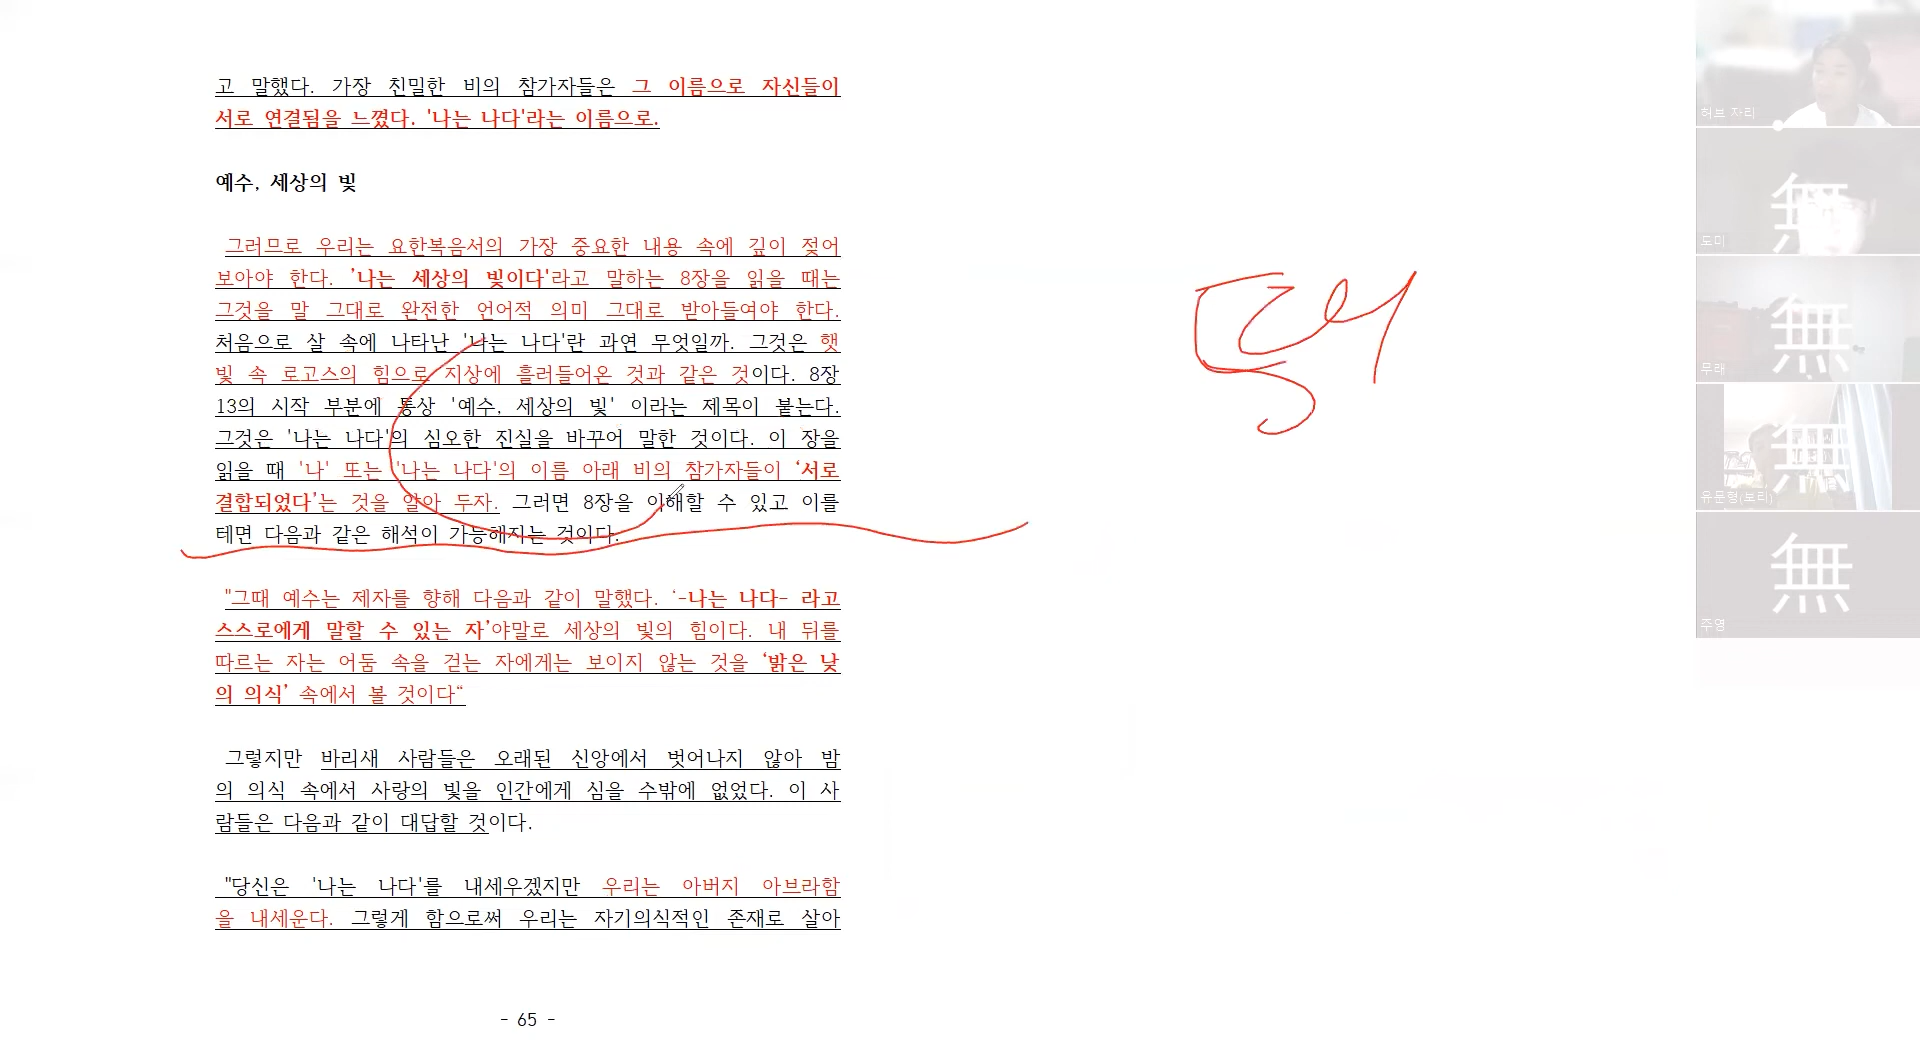 고 말했다. 가장 친밀한 비의 참가자들은 그 이름으로 자신들이
서로 연결됨을 느꼈다. '나는 나다'라는 이름으로.
예수, 세상의 빛
그러므로 우리는 요한복음서의 가장 중요한 내용 속에 깊이 젖어
보아야 한다. '나는 세상의 빛이다'라고 말하는 8장을 읽을 때는
그것을 말 그대로 완전한 언어적 의미 그대로 받아들여야 한다.
처음으로 살 속에 나타난 '나는 나다'란 과연 무엇일까. 그것은 햇
빛 속 로고스의 힘으로 지상에 흘러들어온 것과 같은 것이다. 8장
13의 시작 부분에 통상 '예수, 세상의 빛' 이라는 제목이 붙는다.
그것은 '나는 나다'의 심오한 진실을 바꾸어 말한 것이다. 이 장을
읽을 때 '나' 또는 '나는 나다'의 이름 아래 비의 참가자들이 ‘서로
결합되었다’는 것을 알아 두자. 그러면 8장을 이해할 수 있고 이를
테면 다음과 같은 해석이 가능해지는 것이다.
"그때 예수는 제자를 향해 다음과 같이 말했다. ‘-나는 나다- 라고
스스로에게 말할 수 있는 자’야말로 세상의 빛의 힘이다. 내 뒤를
따르는 자는 어둠 속을 걷는 자에게는 보이지 않는 것을 ‘밝은 낮
의 의식’ 속에서 볼 것이다“
그렇지만 바리새 사람들은 오래된 신앙에서 벗어나지 않아 밤
의 의식 속에서 사랑의 빛을 인간에게 심을 수밖에 없었다. 이 사
람들은 다음과 같이 대답할 것이다.
"당신은 '나는 나다'를 내세우겠지만 우리는 아버지 아브라함
을 내세운다. 그렇게 함으로써 우리는 자기의식적인 존재로 살아
- 65 -
허브 자리
無
도미
無
무래
無
유문형(보리)
無
주영